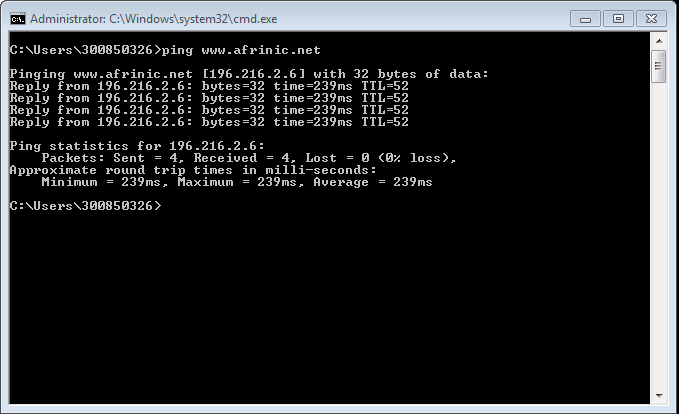 Administrator: C:\Windows\system32\cmd.exe
C:\Users\300850326>ping www.afrinic.net
Pinging www.afrinic.net [196.216.2.6] with 32 bytes of data:
Reply from 196.216.2.6: bytes=32 time=239ms TTL=52
Reply from 196.216.2.6: bytes=32 time=239ms TTL=52
Reply from 196.216.2.6: bytes=32 time=239ms TTL=52
Reply from 196.216.2.6: bytes=32 time=239ms TTL=52
Ping statistics for 196.216.2.6:
    Packets: Sent = 4, Received = 4, Lost = 0 (0% loss),
Approximate round trip times in milli-seconds:
    Minimum = 239ms, Maximum = 239ms, Average = 239ms
C:\Users\300850326>